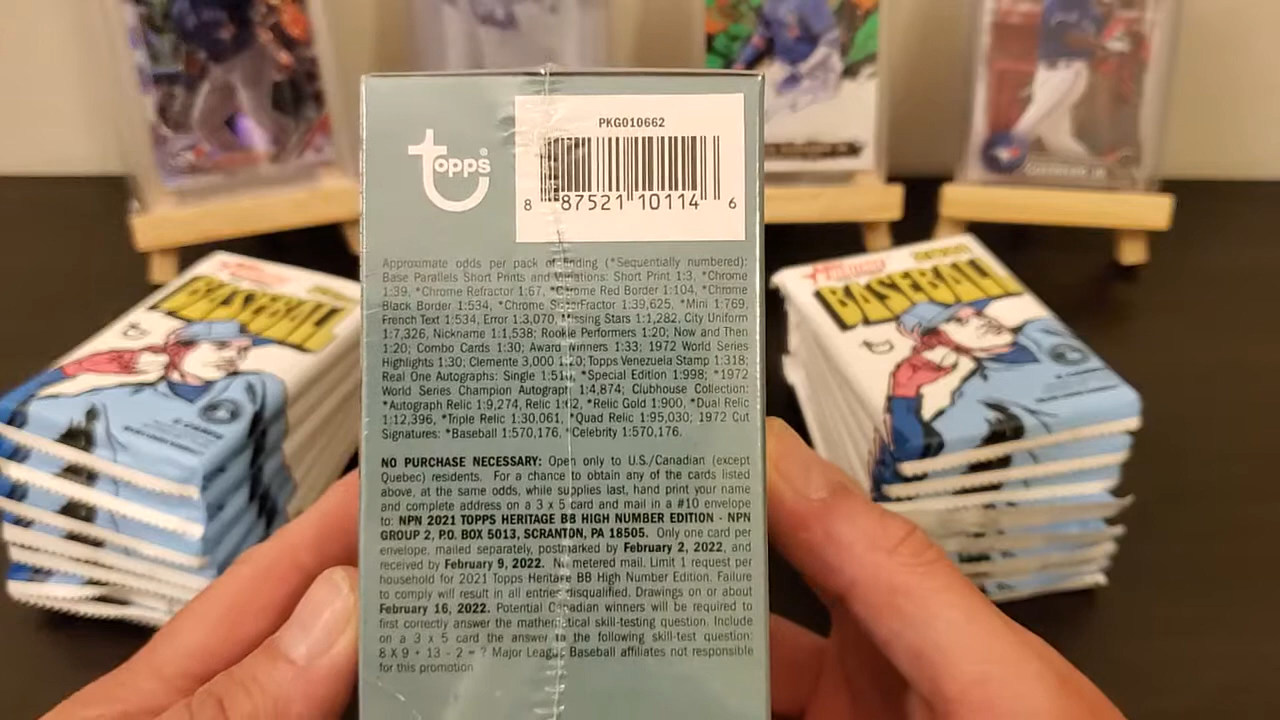 topps®
PKG010662
8 87521 10114 6
Approximate odds per pack of finding (*Sequentially numbered):
Base Parallels Short Prints and Variations: Short Print 1:3, *Chrome
1:39, *Chrome Refractor 1:67, *Chrome Red Border 1:104, *Chrome
Black Border 1:534, *Chrome SuperFractor 1:39,625, *Mini 1:769,
French Text 1:534, Error 1:3,070, Missing Stars 1:1,282, City Uniform
1:7,326, Nickname 1:1,538; Rookie Performers 1:20; Now and Then
1:20; Combo Cards 1:30; Award Winners 1:33; 1972 World Series
Highlights 1:30; Clemente 3,000 1:20; Topps Venezuela Stamp 1:318;
Real One Autographs: Single 1:510, *Special Edition 1:998; *1972
World Series Champion Autograph 1:4,874; Clubhouse Collection:
*Autograph Relic 1:9,274, Relic 1:62, *Relic Gold 1:900, *Dual Relic
1:12,396, *Triple Relic 1:30,061, *Quad Relic 1:95,030; 1972 Cut
Signatures: *Baseball 1:570,176, *Celebrity 1:570,176.
NO PURCHASE NECESSARY: Open only to U.S./Canadian (except
Quebec) residents. For a chance to obtain any of the cards listed
above, at the same odds, while supplies last, hand print your name
and complete address on a 3 x 5 card and mail in a #10 envelope
to: NPN 2021 TOPPS HERITAGE BB HIGH NUMBER EDITION - NPN
GROUP 2, P.O. BOX 5013, SCRANTON, PA 18505. Only one card per
envelope, mailed separately, postmarked by February 2, 2022, and
received by February 9, 2022. No metered mail. Limit 1 request per
household for 2021 Topps Heritage BB High Number Edition. Failure
to comply will result in all entries disqualified. Drawings on or about
February 16, 2022. Potential Canadian winners will be required to
first correctly answer the mathematical skill-testing question. Include
on a 3 x 5 card the answer to the following skill-test question:
8 X 9 + 13 - 2 = ? Major League Baseball affiliates not responsible
for this promotion
BASEBALL
BASEBALL